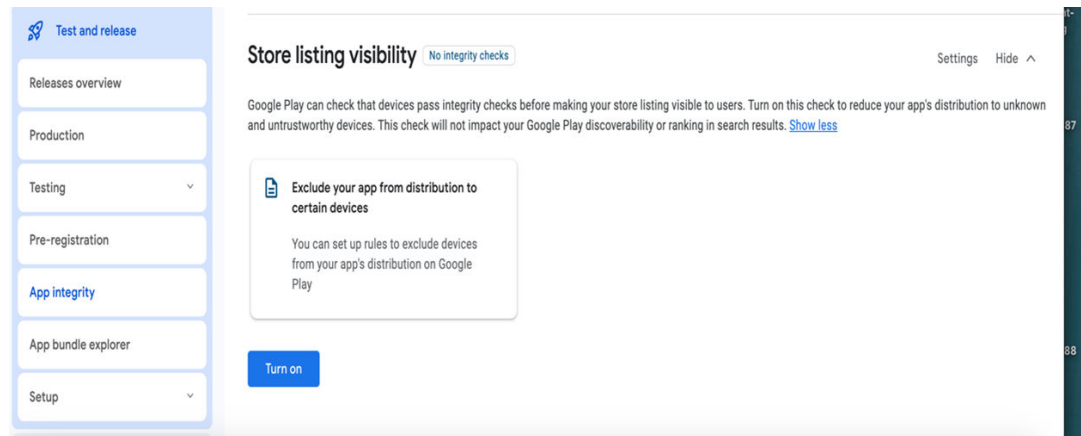 Test and release
Releases overview
Production
Testing
Pre-registration
App integrity
App bundle explorer
Setup
Store listing visibility No integrity checks
Settings Hide
Google Play can check that devices pass integrity checks before making your store listing visible to users. Turn on this check to reduce your app's distribution to unknown
and untrustworthy devices. This check will not impact your Google Play discoverability or ranking in search results. Show less
Exclude your app from distribution to
certain devices
You can set up rules to exclude devices
from your app's distribution on Google
Play
Turn on
87
88